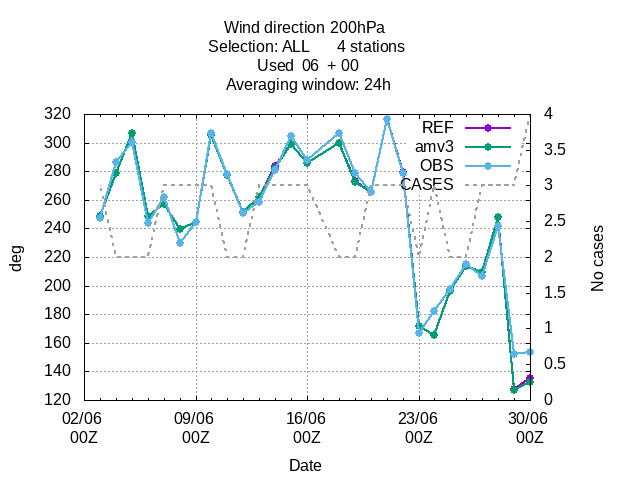 Wind direction 200hPa
Selection: ALL 4 stations
Used 06 + 00
Averaging window: 24h
320
300
280
260
240
220
200
180
160
140
120
deg
4
3.5
3
2.5
2
1.5
1
0.5
0
No cases
REF
amv3
OBS
CASES
02/06 09/06 16/06 23/06 30/06
00Z 00Z 00Z 00Z 00Z
Date